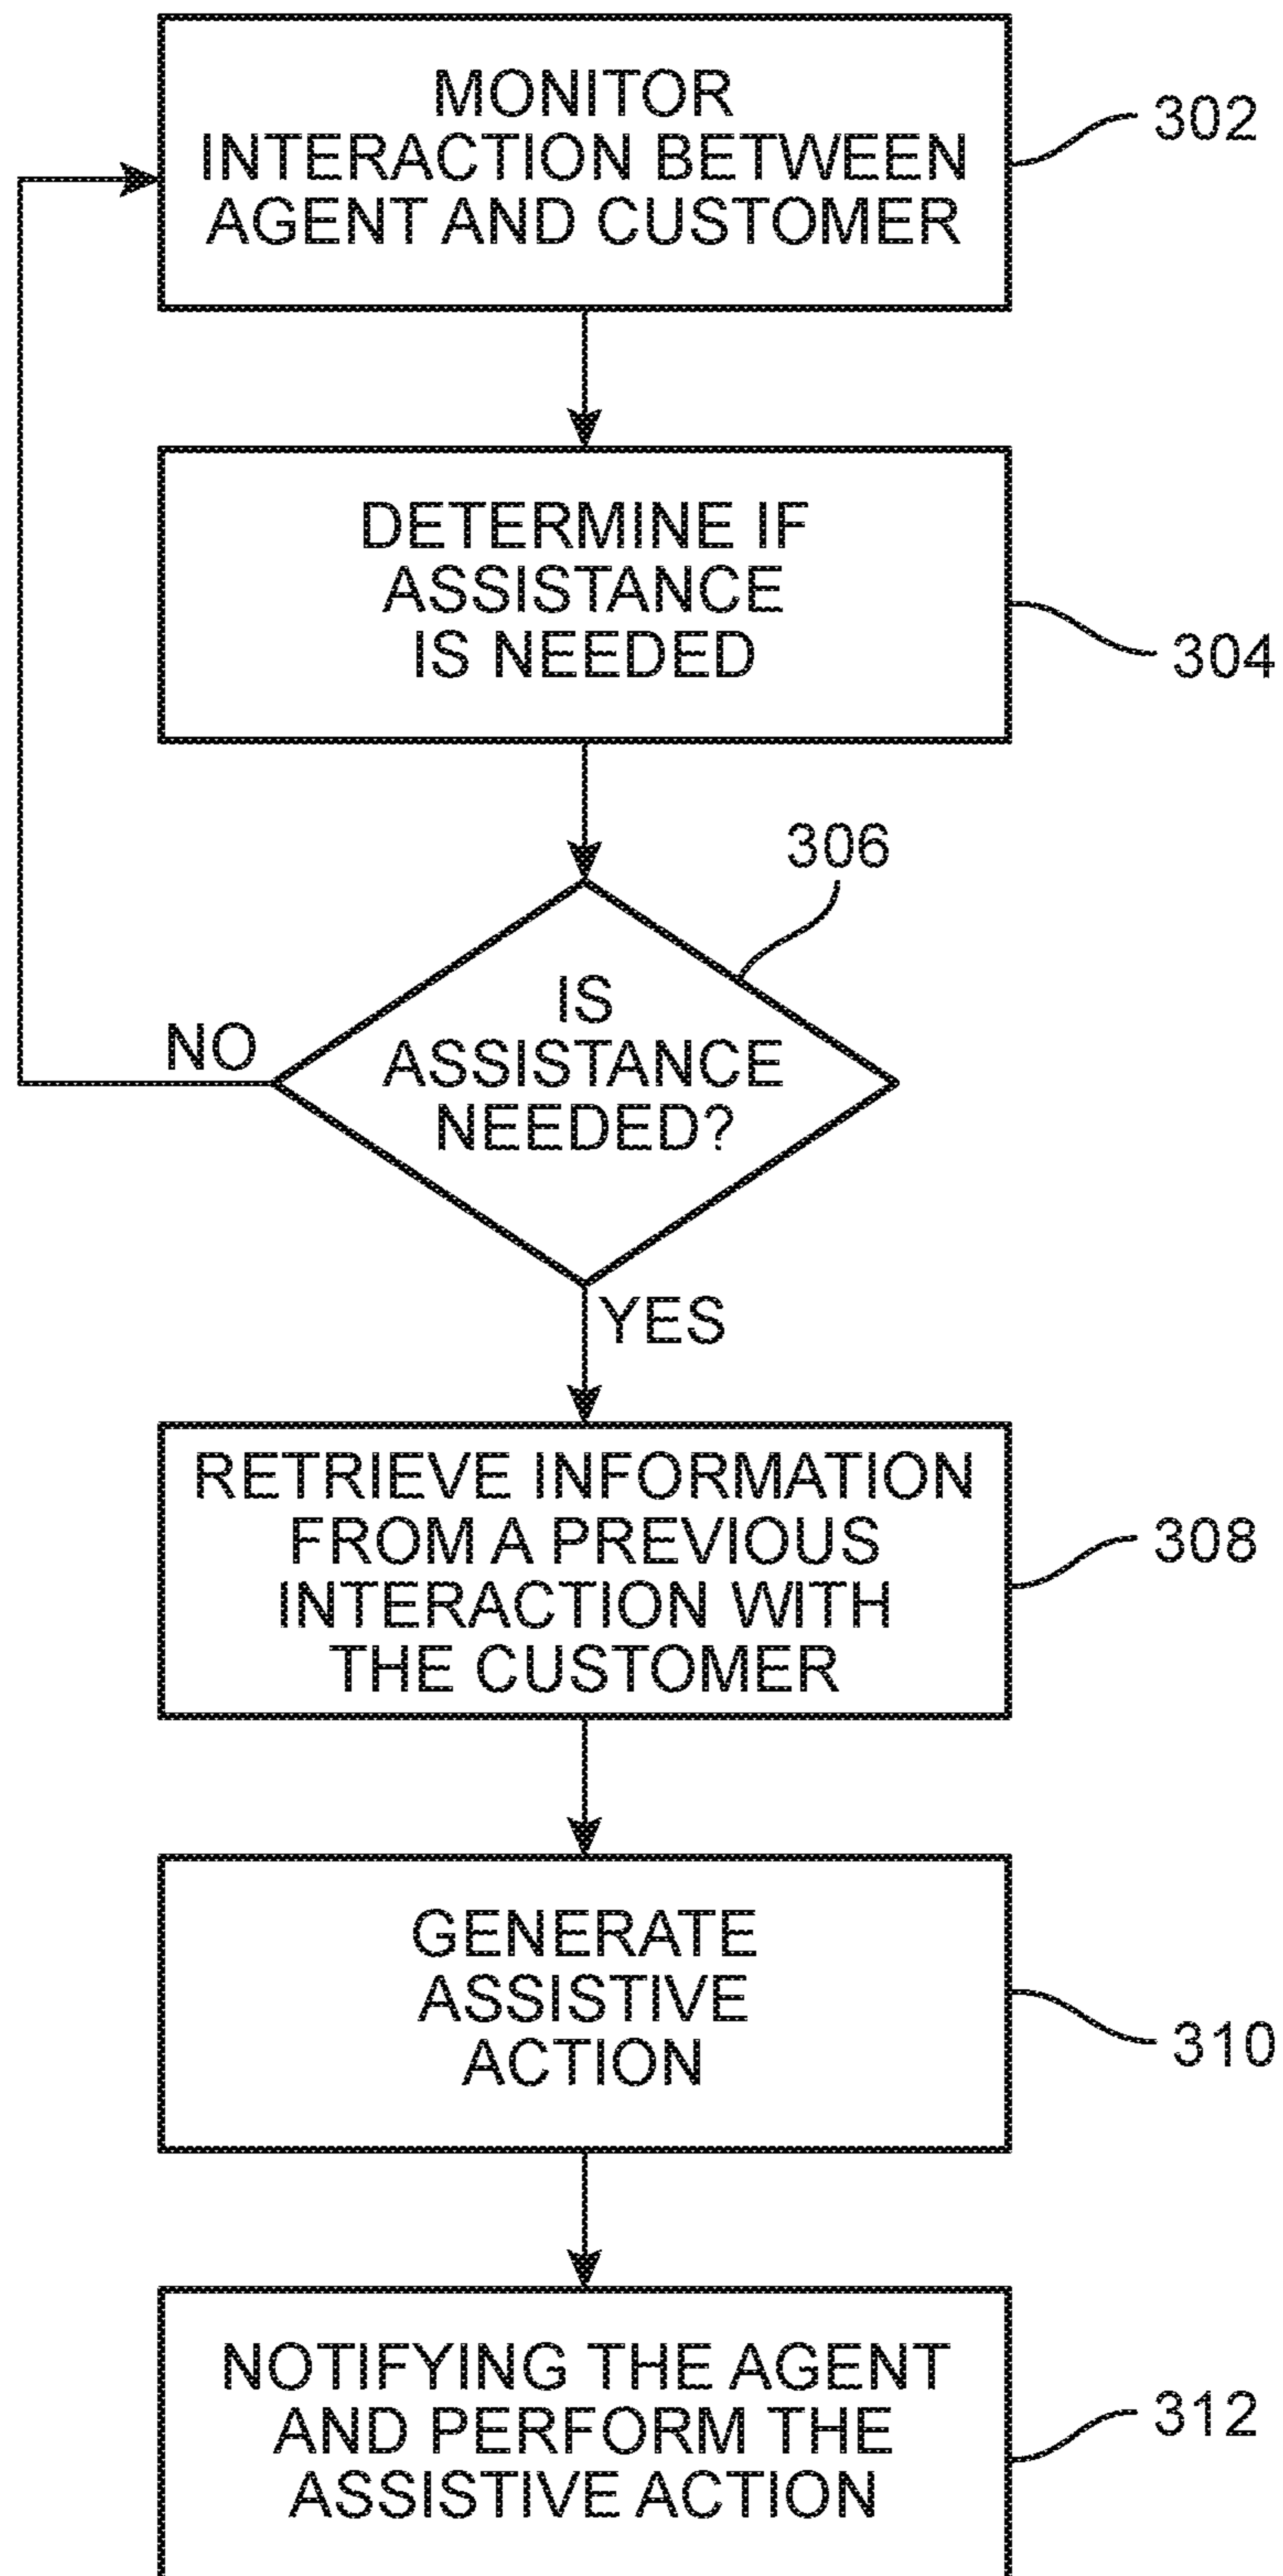 MONITOR
INTERACTION BETWEEN
AGENT AND CUSTOMER
302
DETERMINE IF
ASSISTANCE
IS NEEDED
304
306
IS
ASSISTANCE
NEEDED?
NO
YES
RETRIEVE INFORMATION
FROM A PREVIOUS
INTERACTION WITH
THE CUSTOMER
308
GENERATE
ASSISTIVE
ACTION
310
NOTIFYING THE AGENT
AND PERFORM THE
ASSISTIVE ACTION
312